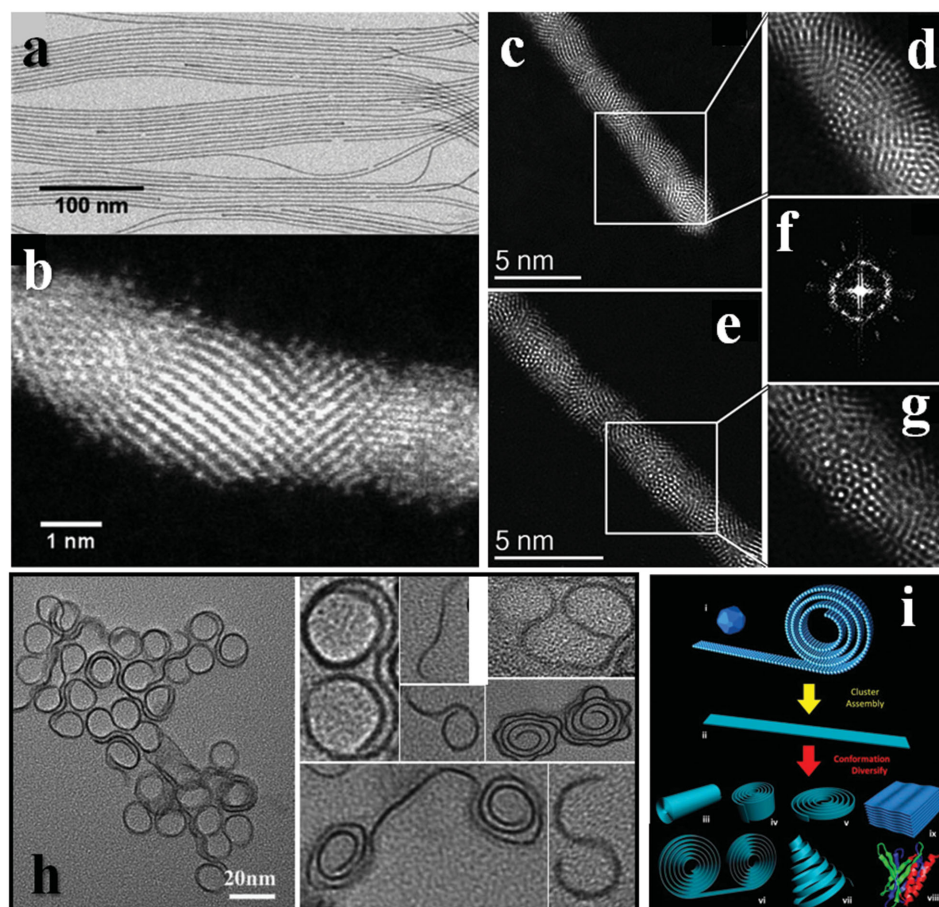 a
100 nm
b
1 nm
c
5 nm
d
e
5 nm
f
g
h
20nm
i
i
Cluster
Assembly
ii
Conformation
Diversify
iii
iv
v
ix
vi
vii
viii